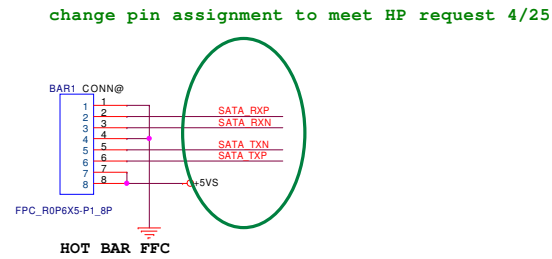 change pin assignment to meet HP request 4/25
BAR1 CONN@
1 1
2 2 SATA_RXP
3 3 SATA_RXN
4 4
5 5 SATA_TXN
6 6 SATA_TXP
7 7
8 8 +5VS
FPC_R0P6X5-P1_8P
HOT BAR FFC